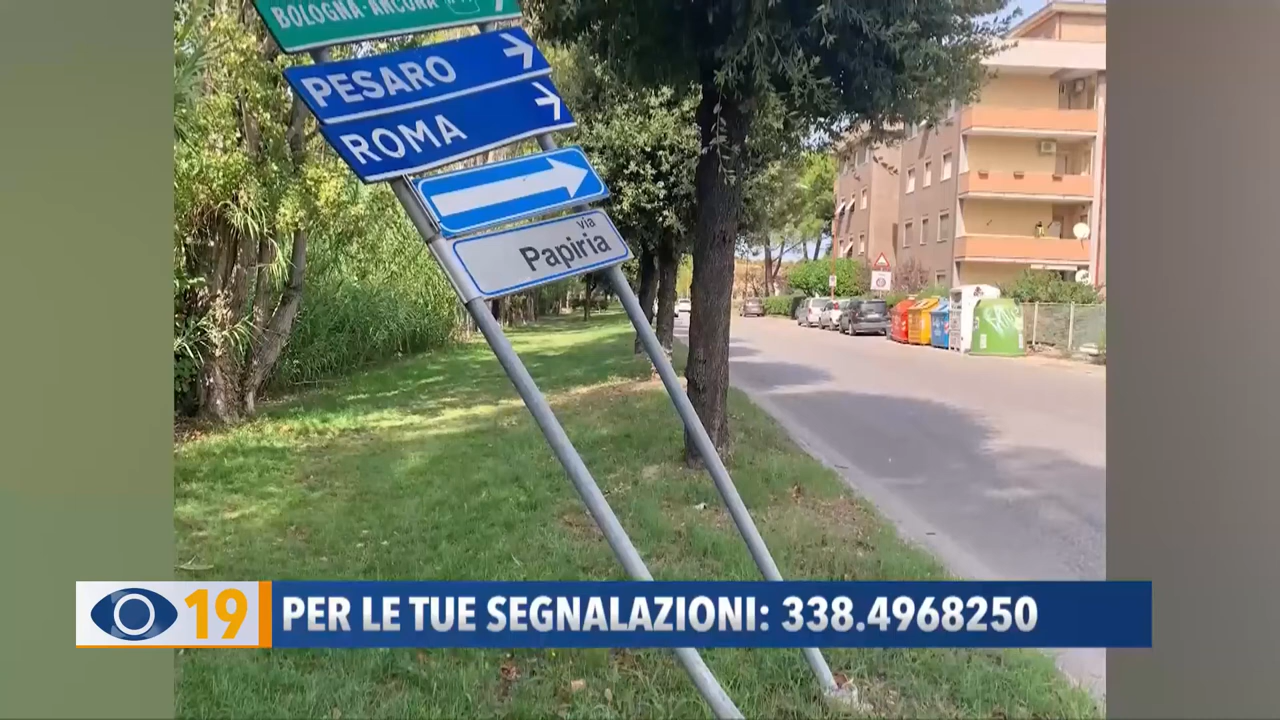 BOLOGNA-ANCONA
PESARO
ROMA
via
Papiria
19 PER LE TUE SEGNALAZIONI: 338.4968250